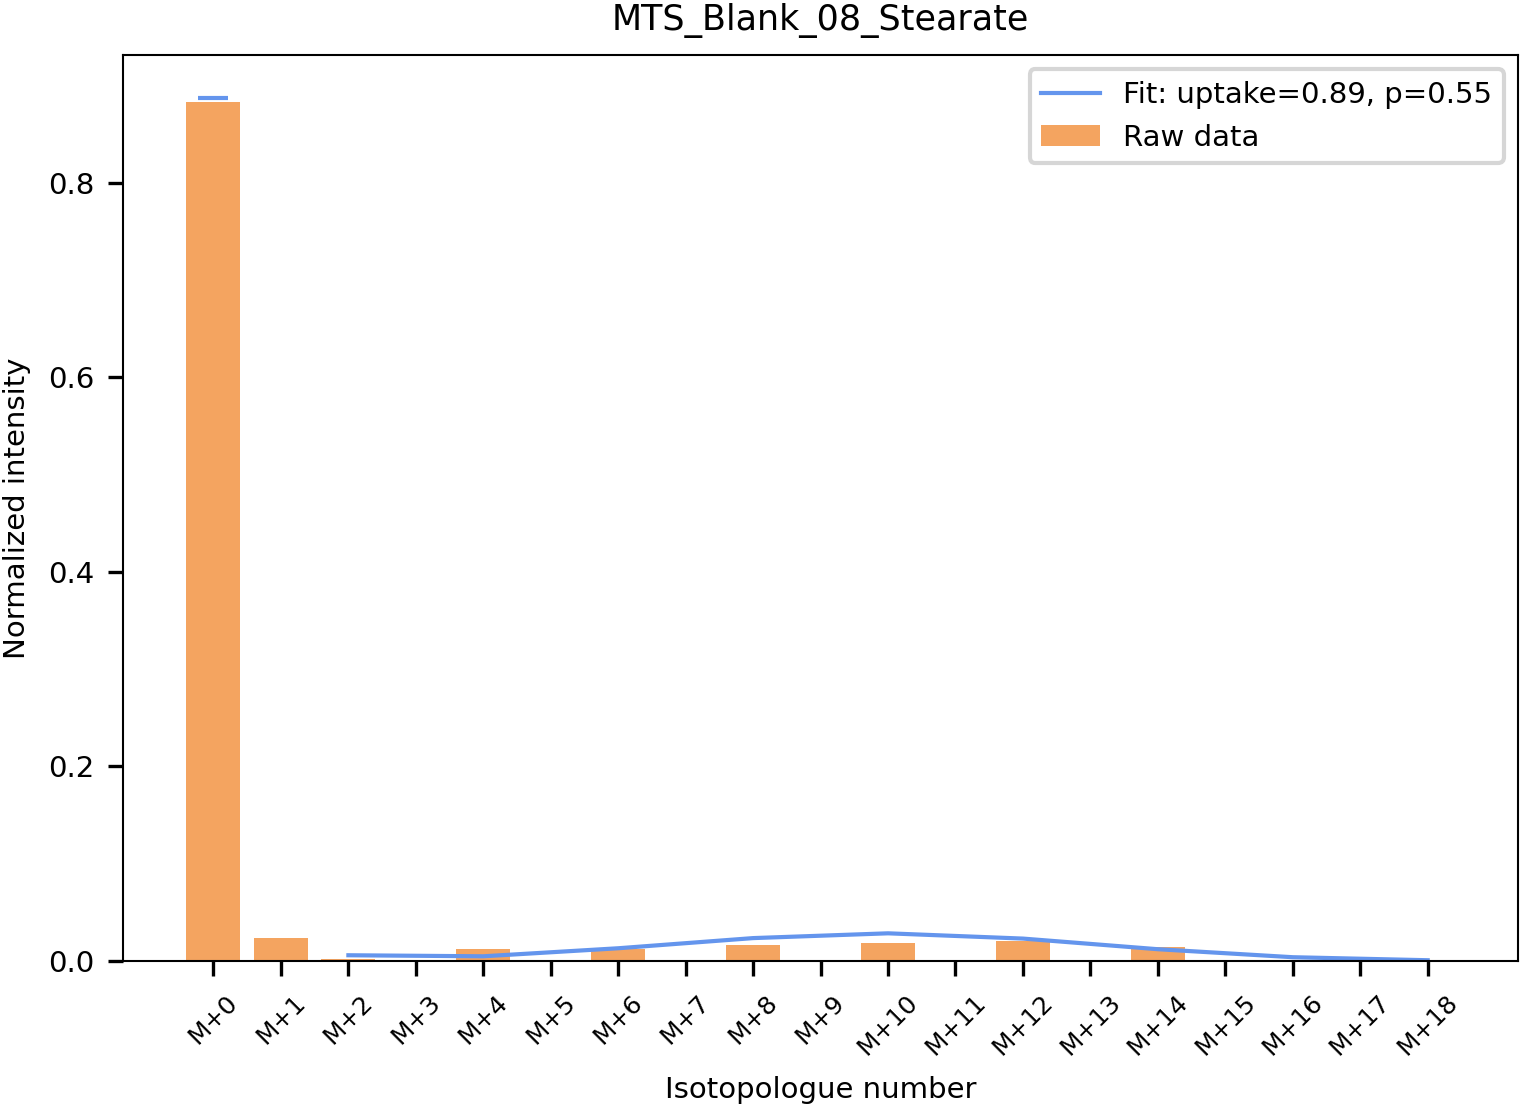 MTS_Blank_08_Stearate
Fit: uptake=0.89, p=0.55
Raw data
Normalized intensity
0.8
0.6
0.4
0.2
0.0
M+0
M+1
M+2
M+3
M+4
M+5
M+6
M+7
M+8
M+9
M+10
M+11
M+12
M+13
M+14
M+15
M+16
M+17
M+18
Isotopologue number